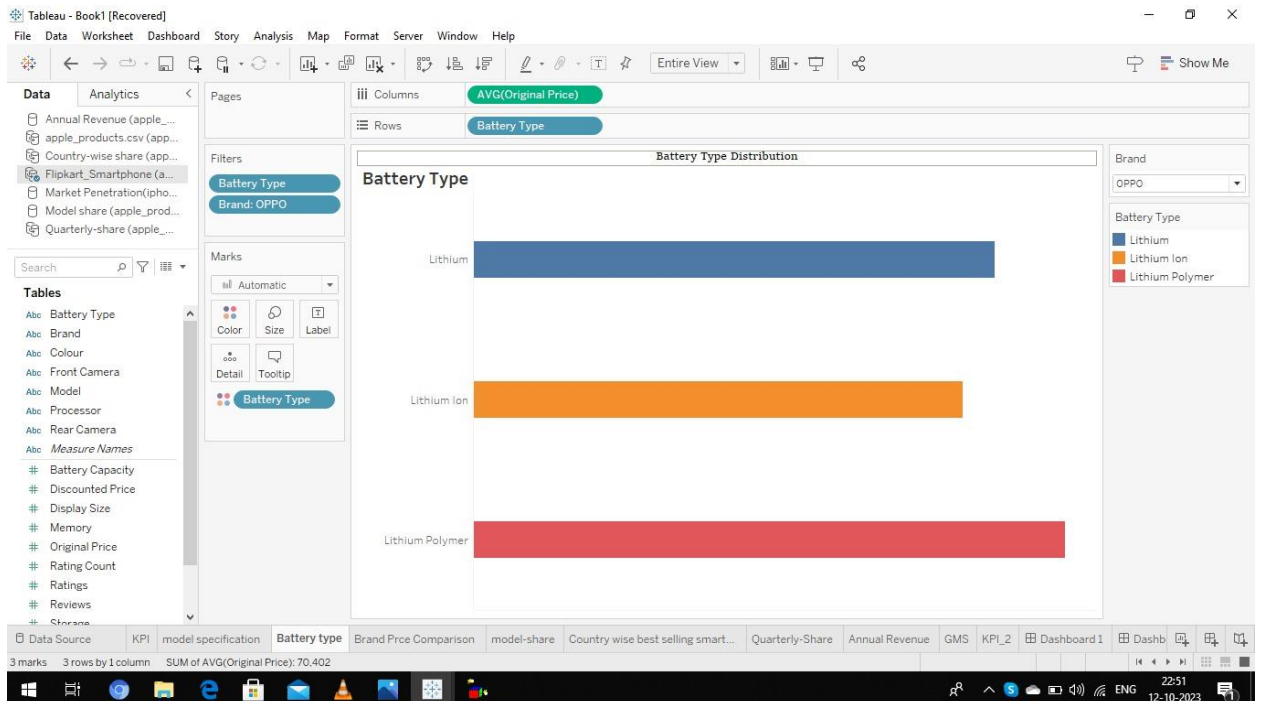 Tableau - Book1 [Recovered]
File Data Worksheet Dashboard Story Analysis Map Format Server Window Help
Entire View
Show Me
Data Analytics
Annual Revenue (apple_...
apple_products.csv (app...
Country-wise share (app...
Flipkart_Smartphone (a...
Market Penetration(ipho...
Model share (apple_prod...
Quarterly-share (apple_...
Search
Tables
Abc Battery Type
Abc Brand
Abc Colour
Abc Front Camera
Abc Model
Abc Processor
Abc Rear Camera
Abc Measure Names
# Battery Capacity
# Discounted Price
# Display Size
# Memory
# Original Price
# Rating Count
# Ratings
# Reviews
# Storage
Pages
Filters
Battery Type
Brand: OPPO
Marks
Automatic
Color Size Label
Detail Tooltip
Battery Type
Columns AVG(Original Price)
Rows Battery Type
Battery Type Distribution
Battery Type
Lithium
Lithium Ion
Lithium Polymer
Brand
OPPO
Battery Type
Lithium
Lithium Ion
Lithium Polymer
Data Source KPI model specification Battery type Brand Prce Comparison model-share Country wise best selling smart... Quarterly-Share Annual Revenue GMS KPI_2 Dashboard 1 Dashb
3 marks 3 rows by 1 column SUM of AVG(Original Price): 70,402
ENG
22:51
12-10-2023